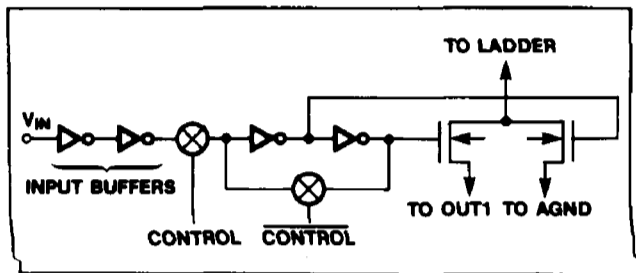 TO LADDER
VIN
INPUT BUFFERS
TO OUT1 TO AGND
CONTROL CONTROL